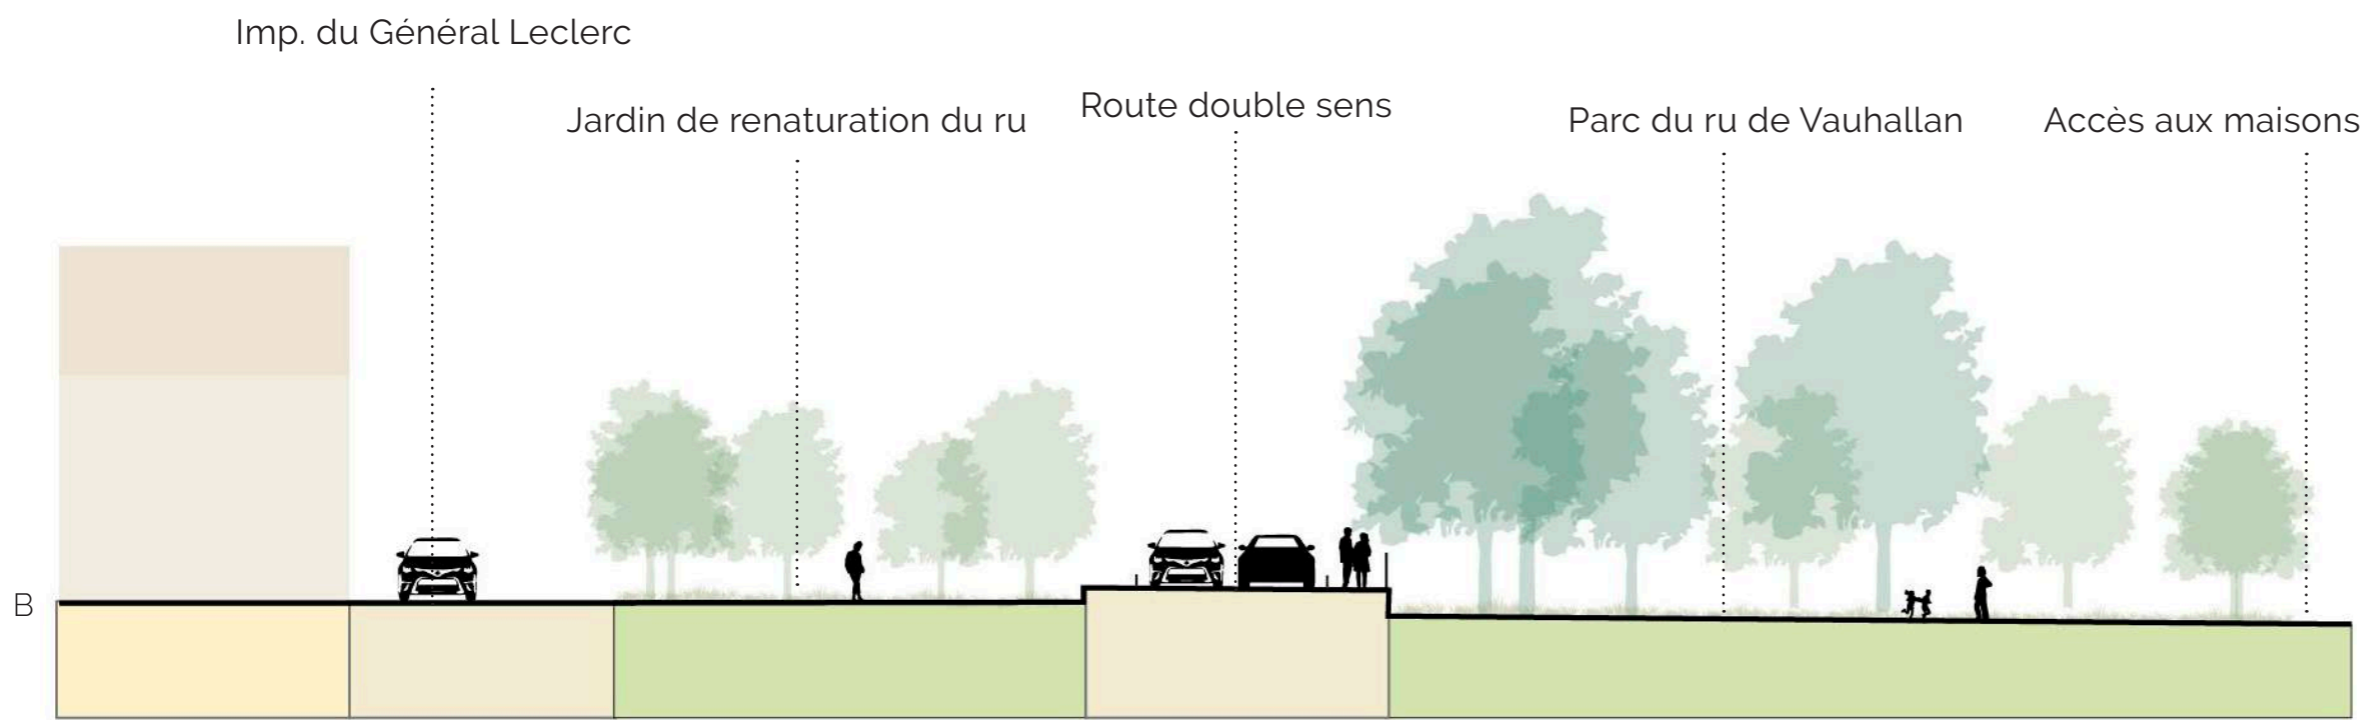 Imp. du Général Leclerc
Jardin de renaturation du ru
Route double sens
Parc du ru de Vauhallan
Accès aux maisons
B